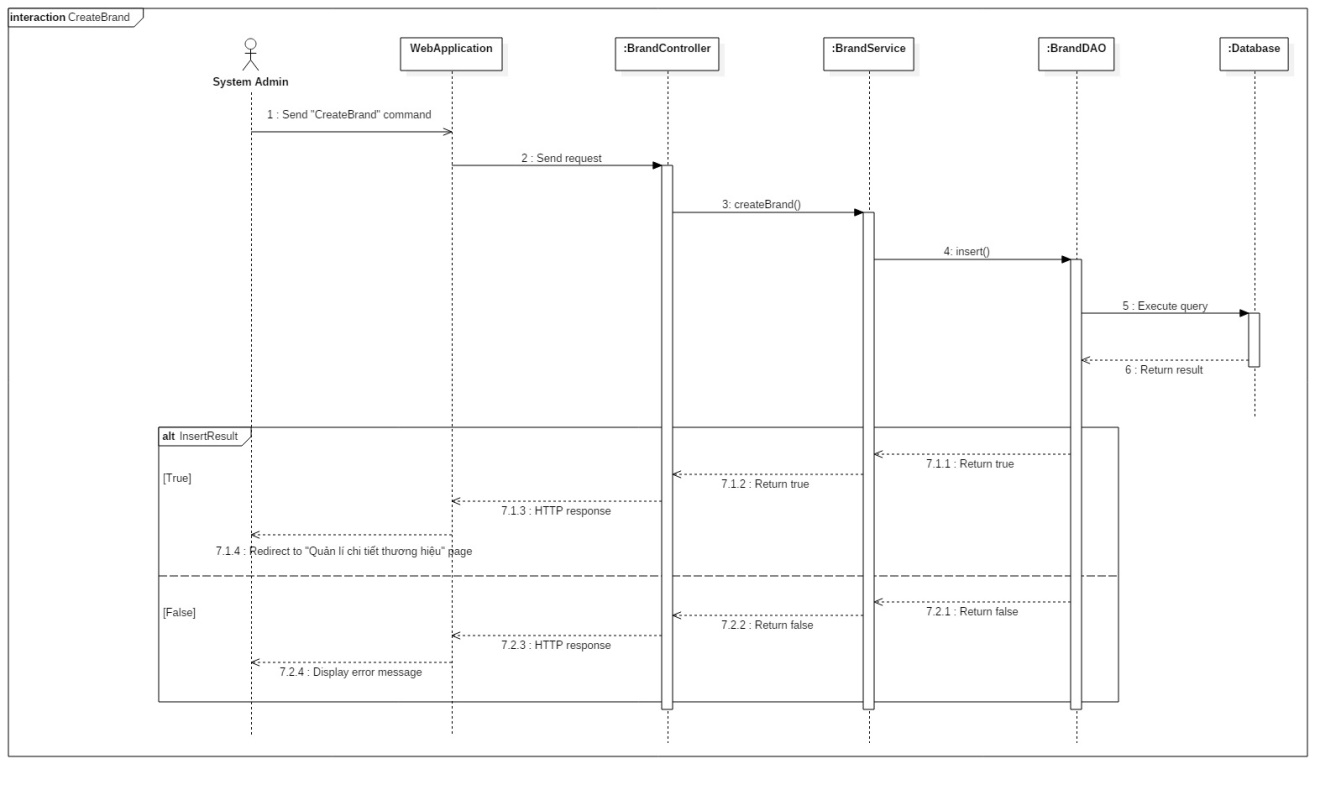 interaction CreateBrand
System Admin
WebApplication
:BrandController
:BrandService
:BrandDAO
:Database
1 : Send "CreateBrand" command
2 : Send request
3: createBrand()
4: insert()
5 : Execute query
6 : Return result
alt InsertResult
[True]
7.1.1 : Return true
7.1.2 : Return true
7.1.3 : HTTP response
7.1.4 : Redirect to "Quản lí chi tiết thương hiệu" page
[False]
7.2.1 : Return false
7.2.2 : Return false
7.2.3 : HTTP response
7.2.4 : Display error message